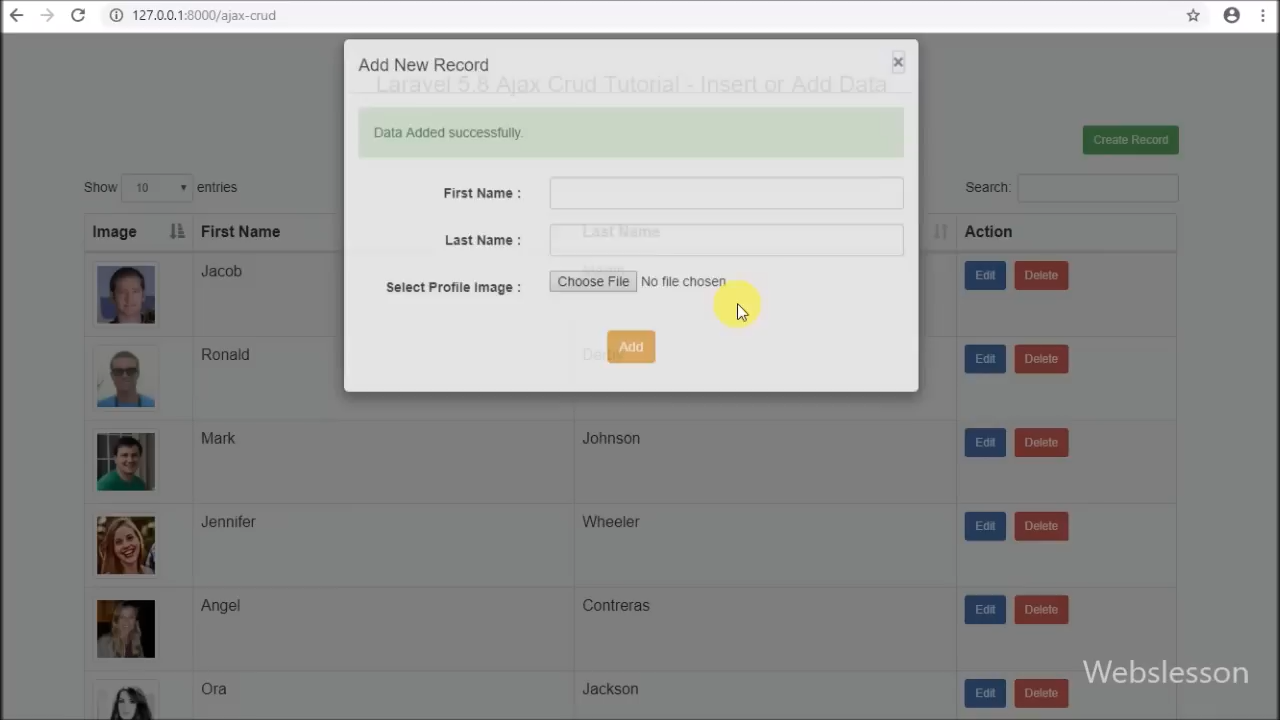 127.0.0.1:8000/ajax-crud
Add New Record
×
Laravel 5.8 Ajax Crud Tutorial - Insert or Add Data
Data Added successfully.
Create Record
Show 10 entries
Search:
First Name :
Last Name :
Select Profile Image :
Choose File No file chosen
Add
Image First Name Last Name Action
Jacob Edit Delete
Ronald Edit Delete
Mark Johnson Edit Delete
Jennifer Wheeler Edit Delete
Angel Contreras Edit Delete
Ora Jackson Edit Delete
Webslesson